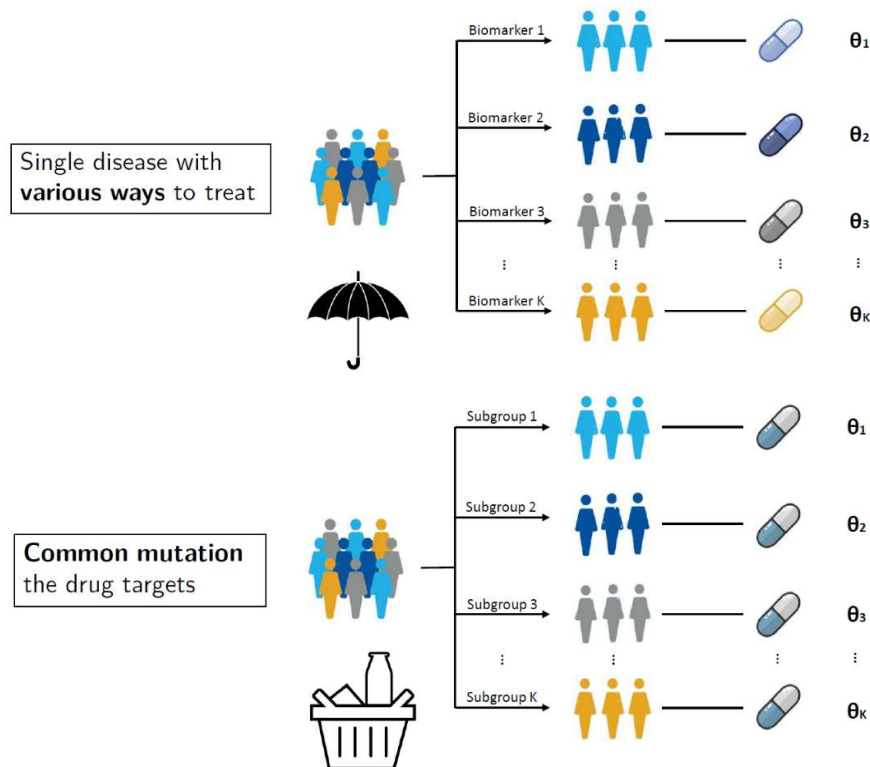 Biomarker 1
θ1
Biomarker 2
θ2
Single disease with
various ways to treat
Biomarker 3
θ3
⋮ ⋮ ⋮ ⋮
Biomarker K
θK
Subgroup 1
θ1
Subgroup 2
θ2
Common mutation
the drug targets
Subgroup 3
θ3
⋮ ⋮ ⋮ ⋮
Subgroup K
θK